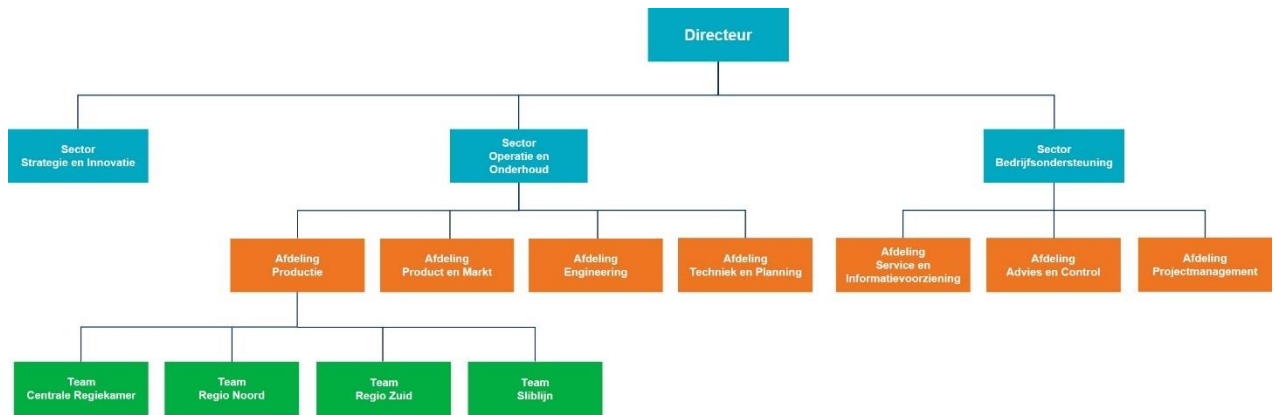 Directeur
Sector
Strategie en Innovatie
Sector
Operatie en
Onderhoud
Sector
Bedrijfsondersteuning
Afdeling
Productie
Afdeling
Product en Markt
Afdeling
Engineering
Afdeling
Techniek en Planning
Afdeling
Service en
Informatievoorziening
Afdeling
Advies en Control
Afdeling
Projectmanagement
Team
Centrale Regiekamer
Team
Regio Noord
Team
Regio Zuid
Team
Sliblijn